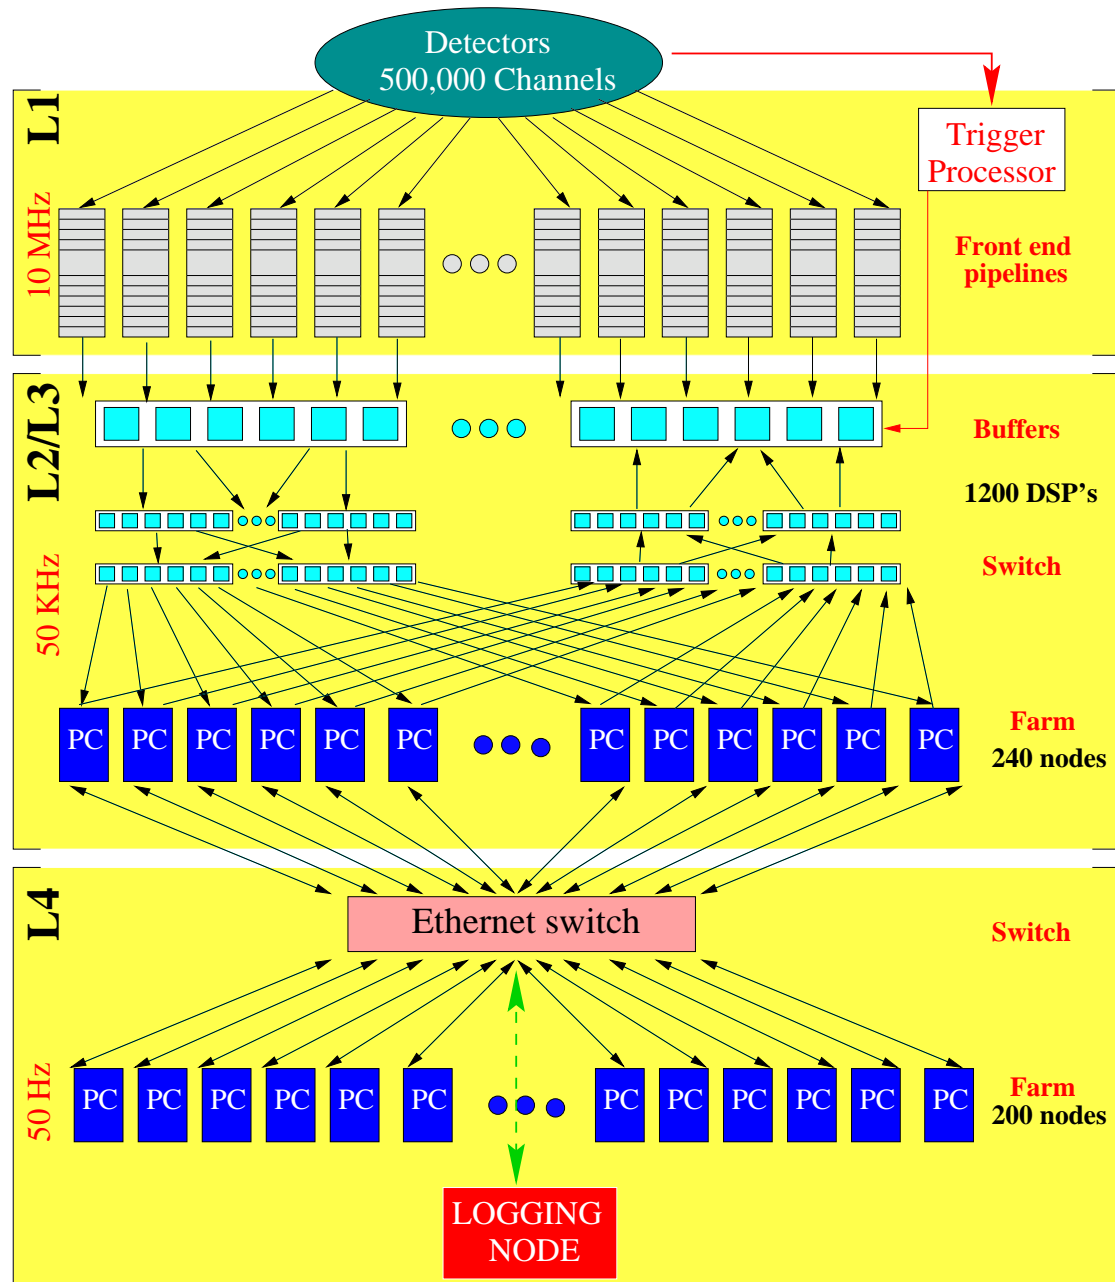 Detectors
500,000 Channels
L1
Trigger
Processor
10 MHz
Front end
pipelines
L2/L3
Buffers
1200 DSP's
Switch
50 KHz
PC PC PC PC PC PC PC PC PC PC PC PC
Farm
240 nodes
L4
Ethernet switch
Switch
50 Hz
PC PC PC PC PC PC PC PC PC PC PC PC
Farm
200 nodes
LOGGING
NODE